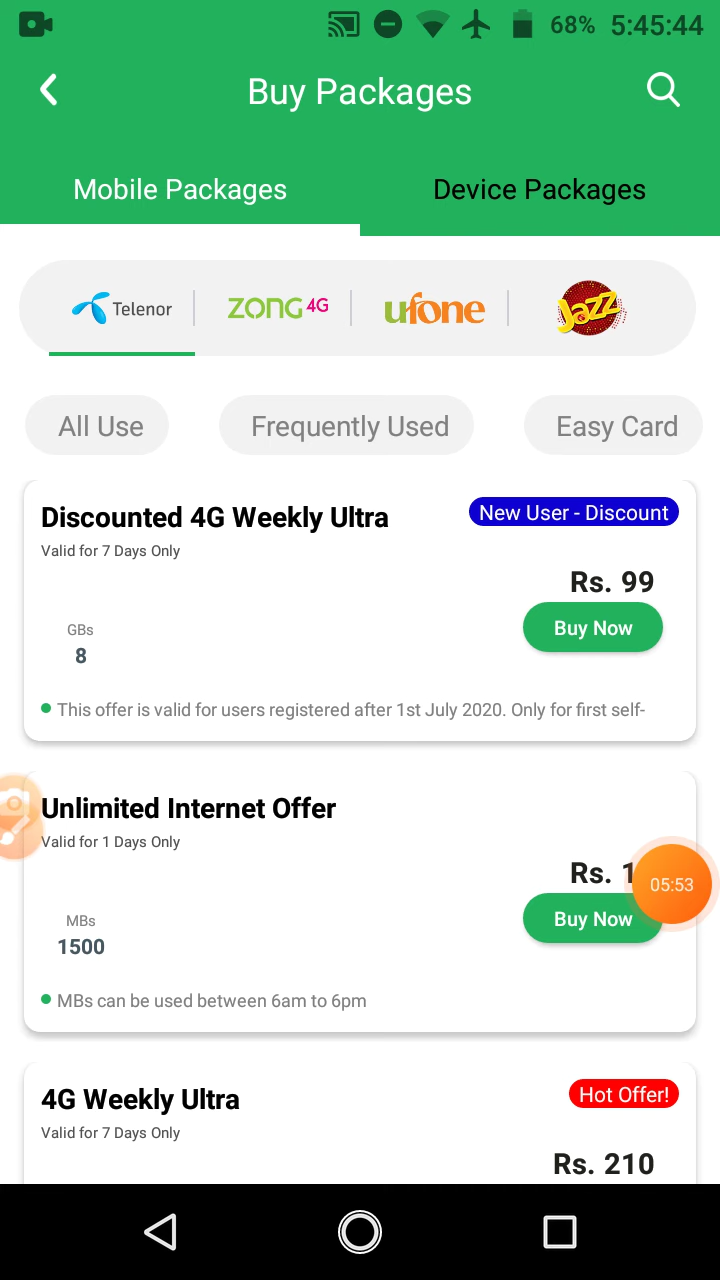 68% 5:45:44
Buy Packages
Mobile Packages Device Packages
Telenor ZONG 4G ufone Jazz
All Use Frequently Used Easy Card
Discounted 4G Weekly Ultra New User - Discount
Valid for 7 Days Only
Rs. 99
GBs
Buy Now
8
This offer is valid for users registered after 1st July 2020. Only for first self-
Unlimited Internet Offer
Valid for 1 Days Only
Rs.
05:53
MBs
Buy Now
1500
MBs can be used between 6am to 6pm
4G Weekly Ultra Hot Offer!
Valid for 7 Days Only
Rs. 210